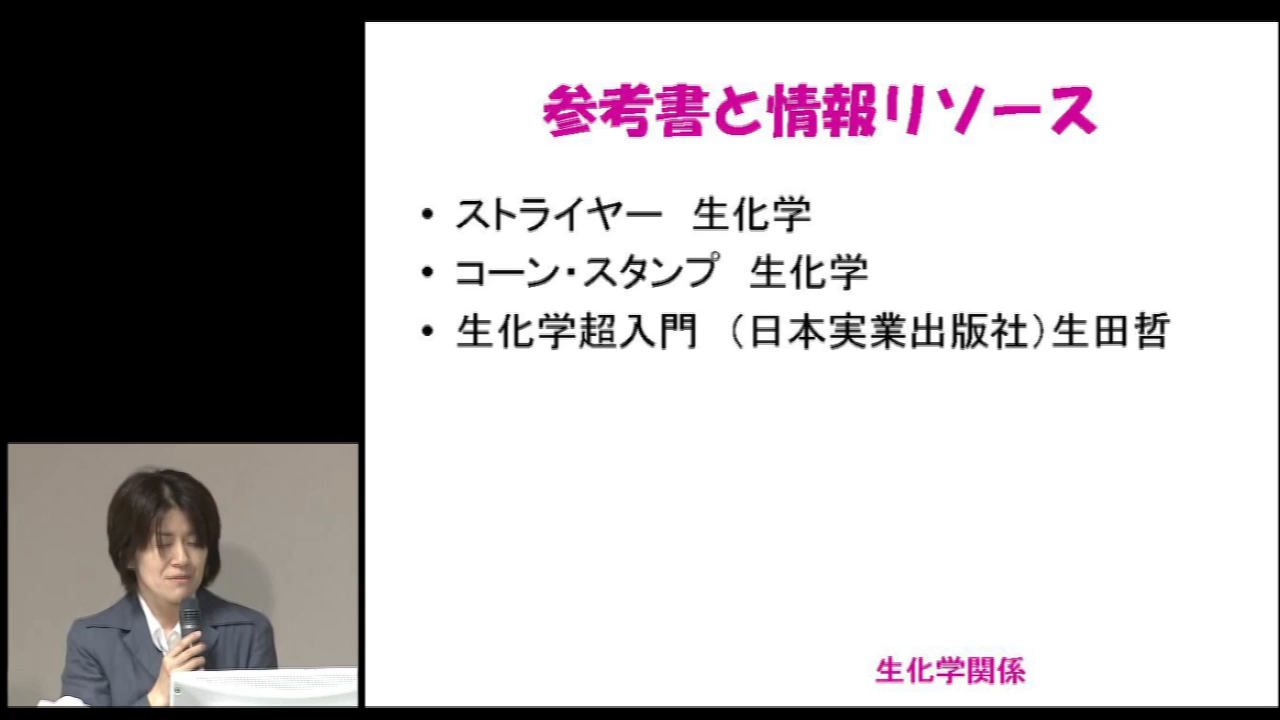 参考書と情報リソース
• ストライヤー　生化学
• コーン・スタンプ　生化学
• 生化学超入門　（日本実業出版社）生田哲
生化学関係